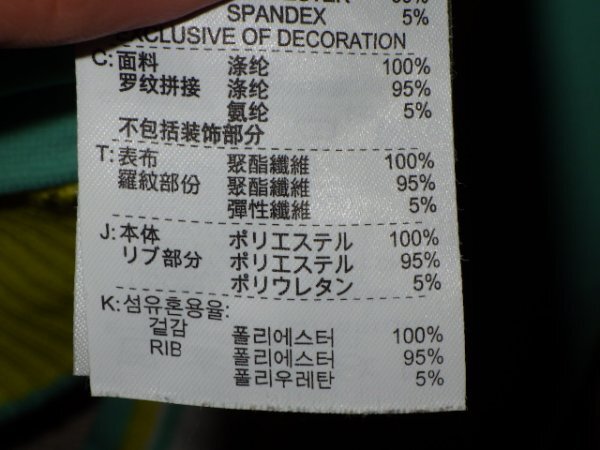 SPANDEX 5%
EXCLUSIVE OF DECORATION
C: 面料 涤纶 100%
罗纹拼接 涤纶 95%
氨纶 5%
不包括装饰部分
T: 表布 聚酯纖維 100%
羅紋部份 聚酯纖維 95%
彈性纖維 5%
J: 本体 ポリエステル 100%
リブ部分 ポリエステル 95%
ポリウレタン 5%
K: 섬유혼용율:
겉감 폴리에스터 100%
RIB 폴리에스터 95%
폴리우레탄 5%